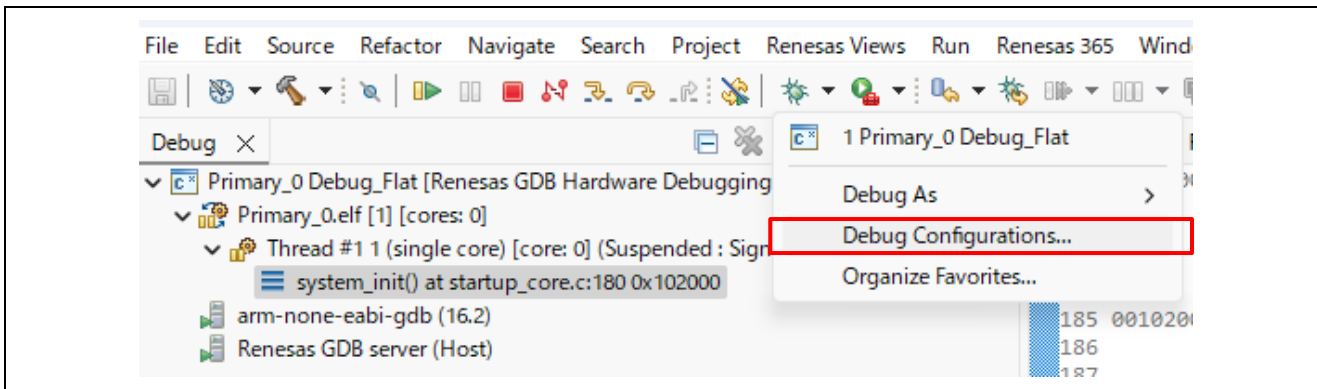 File Edit Source Refactor Navigate Search Project Renesas Views Run Renesas 365 Wind
Debug
1 Primary_0 Debug_Flat
Primary_0 Debug_Flat [Renesas GDB Hardware Debugging
Debug As
Primary_0.elf [1] [cores: 0]
Debug Configurations...
Thread #1 1 (single core) [core: 0] (Suspended : Sign
Organize Favorites...
system_init() at startup_core.c:180 0x102000
arm-none-eabi-gdb (16.2)
185 0010200
Renesas GDB server (Host)
186
187